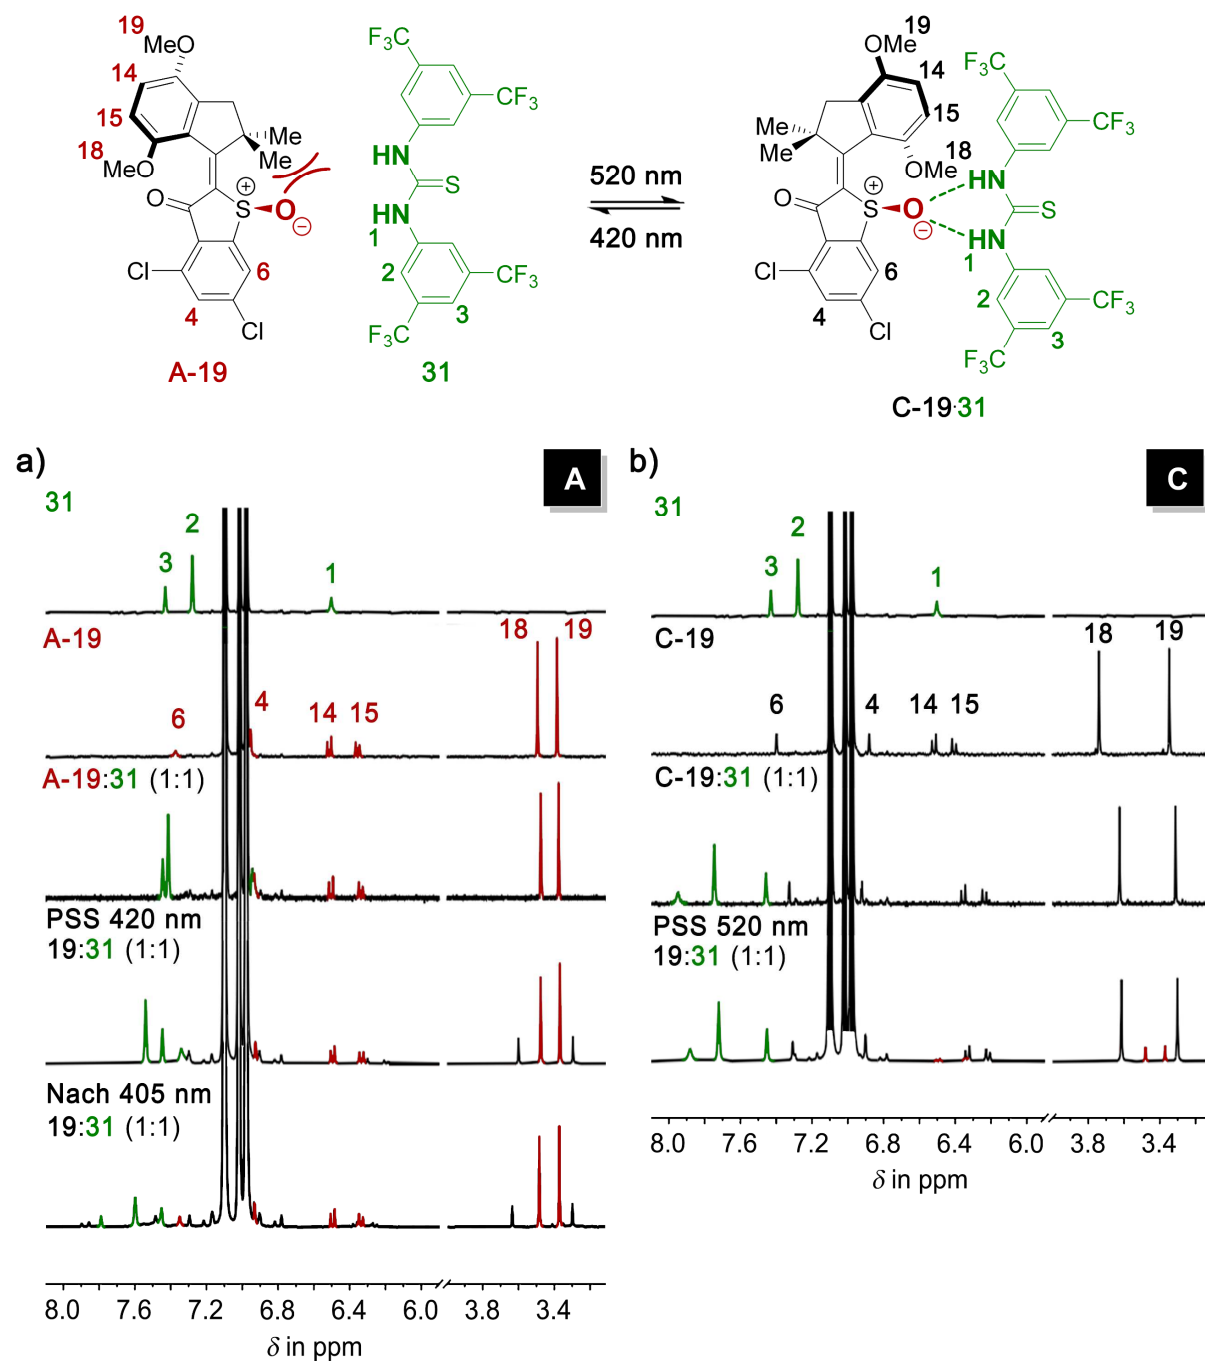 19
MeO
14
15
18
MeO
Me
Me
O
S
+
O
−
Cl
6
4
Cl
A-19
F3C
CF3
HN
S
HN
1
2
CF3
3
F3C
31
520 nm
420 nm
19
OMe
14
15
Me
Me
18
OMe
O
S
+
O
−
Cl
6
4
Cl
F3C
CF3
HN
S
HN
1
2
CF3
3
F3C
C-19·31
a)
A
31
3
2
1
A-19
6
4
14
15
18
19
A-19:31 (1:1)
PSS 420 nm
19:31 (1:1)
Nach 405 nm
19:31 (1:1)
8.0 7.6 7.2 6.8 6.4 6.0 3.8 3.4
δ in ppm
b)
C
31
3
2
1
C-19
6
4
14
15
18
19
C-19:31 (1:1)
PSS 520 nm
19:31 (1:1)
8.0 7.6 7.2 6.8 6.4 6.0 3.8 3.4
δ in ppm